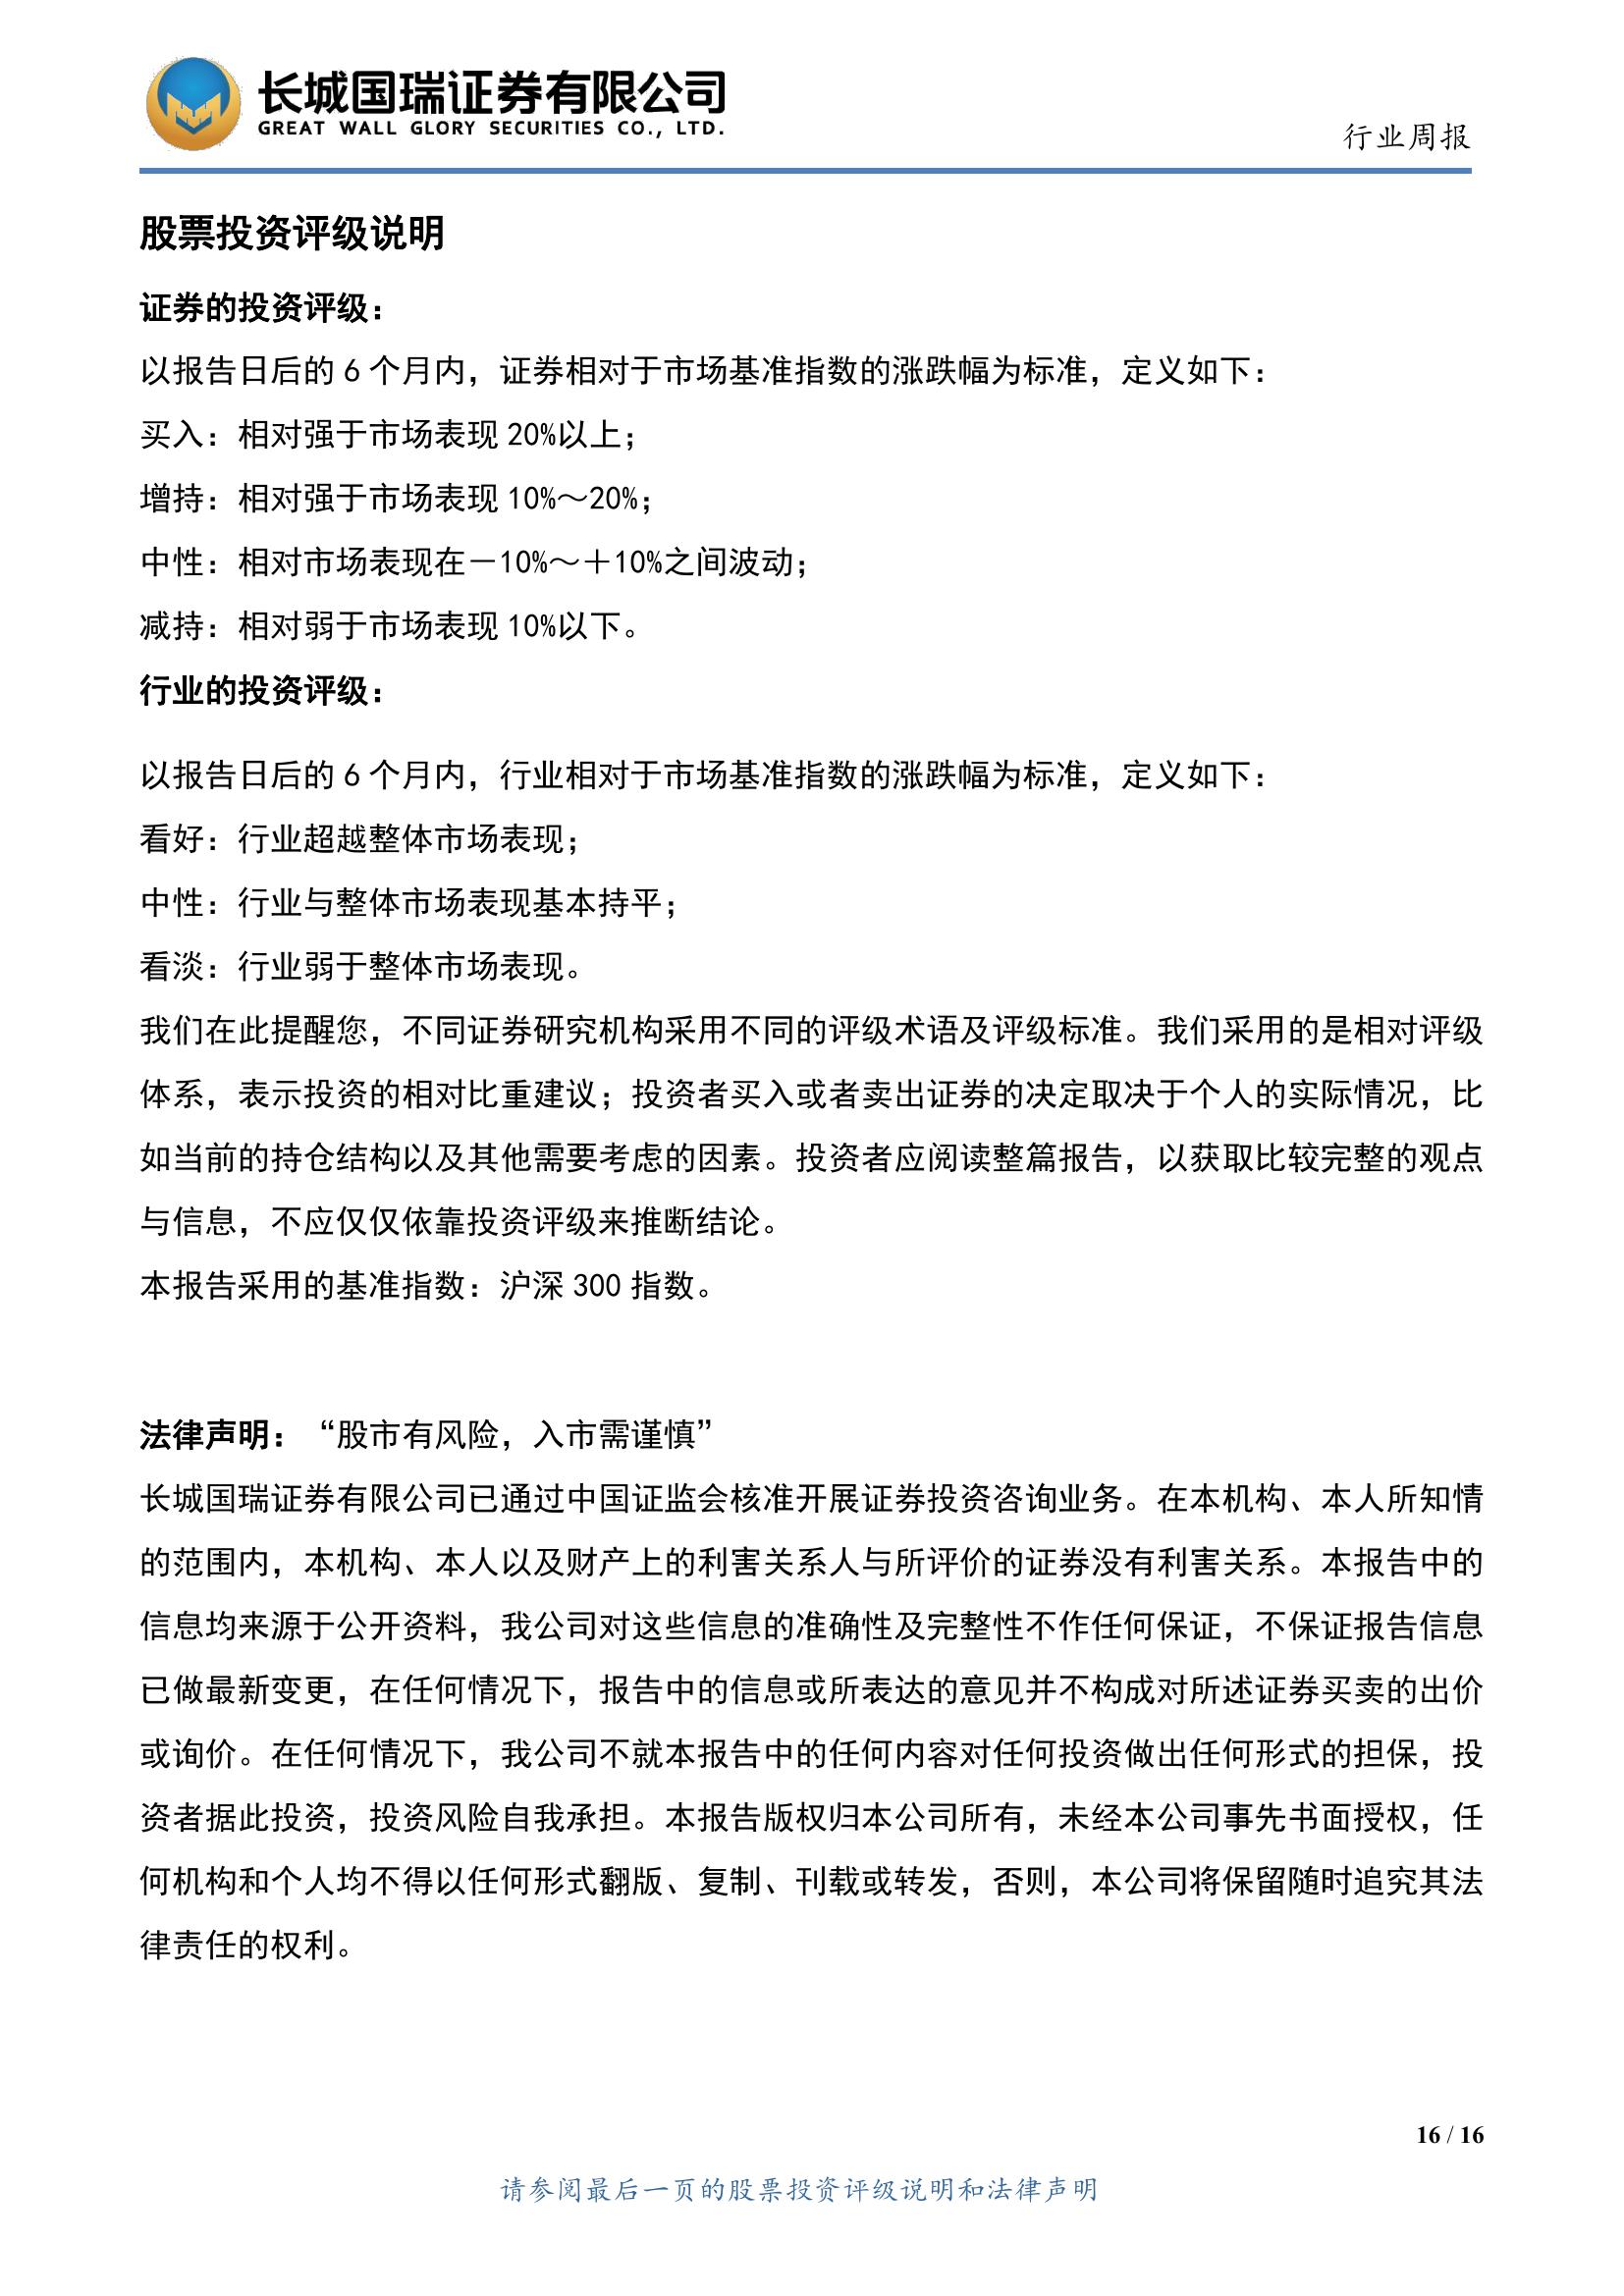 长城国瑞证券有限公司
GREAT WALL GLORY SECURITIES CO., LTD.
行业周报
股票投资评级说明
证券的投资评级：
以报告日后的 6 个月内，证券相对于市场基准指数的涨跌幅为标准，定义如下：
买入：相对强于市场表现 20%以上；
增持：相对强于市场表现 10%～20%；
中性：相对市场表现在－10%～＋10%之间波动；
减持：相对弱于市场表现 10%以下。
行业的投资评级：
以报告日后的 6 个月内，行业相对于市场基准指数的涨跌幅为标准，定义如下：
看好：行业超越整体市场表现；
中性：行业与整体市场表现基本持平；
看淡：行业弱于整体市场表现。
我们在此提醒您，不同证券研究机构采用不同的评级术语及评级标准。我们采用的是相对评级
体系，表示投资的相对比重建议；投资者买入或者卖出证券的决定取决于个人的实际情况，比
如当前的持仓结构以及其他需要考虑的因素。投资者应阅读整篇报告，以获取比较完整的观点
与信息，不应仅仅依靠投资评级来推断结论。
本报告采用的基准指数：沪深 300 指数。
法律声明：“股市有风险，入市需谨慎”
长城国瑞证券有限公司已通过中国证监会核准开展证券投资咨询业务。在本机构、本人所知情
的范围内，本机构、本人以及财产上的利害关系人与所评价的证券没有利害关系。本报告中的
信息均来源于公开资料，我公司对这些信息的准确性及完整性不作任何保证，不保证报告信息
已做最新变更，在任何情况下，报告中的信息或所表达的意见并不构成对所述证券买卖的出价
或询价。在任何情况下，我公司不就本报告中的任何内容对任何投资做出任何形式的担保，投
资者据此投资，投资风险自我承担。本报告版权归本公司所有，未经本公司事先书面授权，任
何机构和个人均不得以任何形式翻版、复制、刊载或转发，否则，本公司将保留随时追究其法
律责任的权利。
16 / 16
请参阅最后一页的股票投资评级说明和法律声明